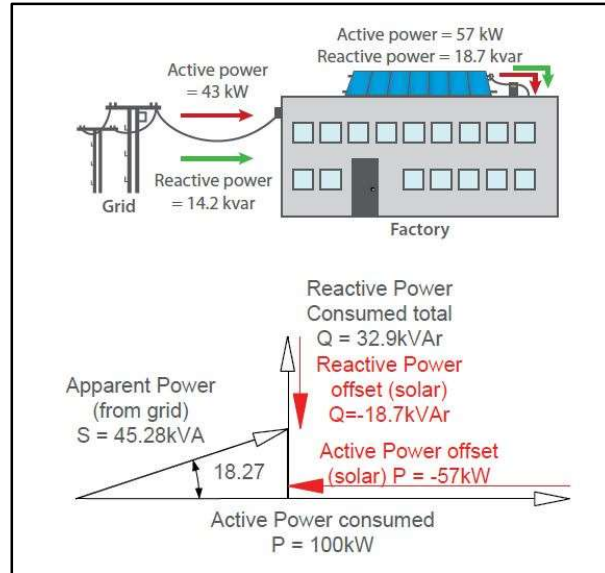 Active power = 57 kW
Reactive power = 18.7 kvar
Active power
= 43 kW
Reactive power
= 14.2 kvar
Grid
Factory
Reactive Power
Consumed total
Q = 32.9kVAr
Reactive Power
offset (solar)
Q=-18.7kVAr
Apparent Power
(from grid)
S = 45.28kVA
Active Power offset
(solar) P = -57kW
18.27
Active Power consumed
P = 100kW